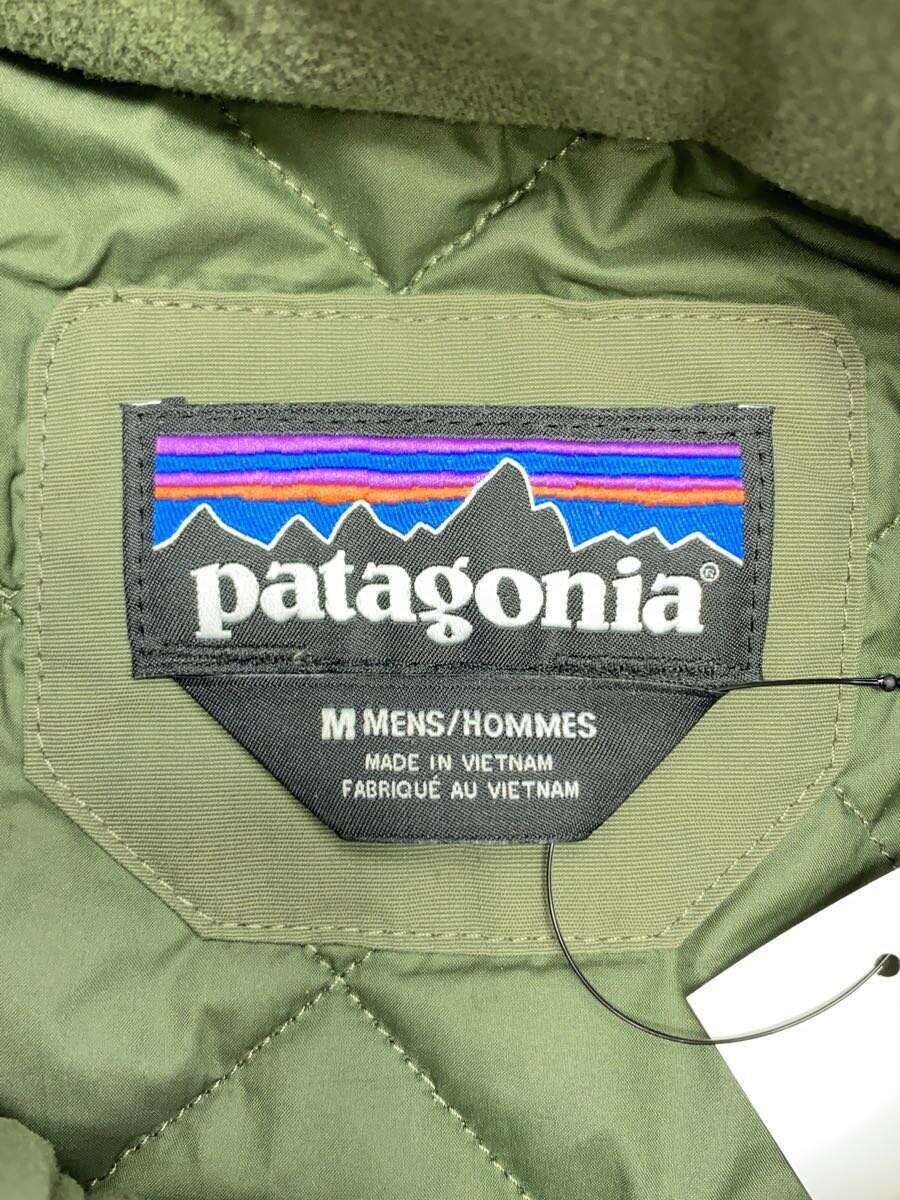 patagonia®
M MENS/HOMMES
MADE IN VIETNAM
FABRIQUÉ AU VIETNAM